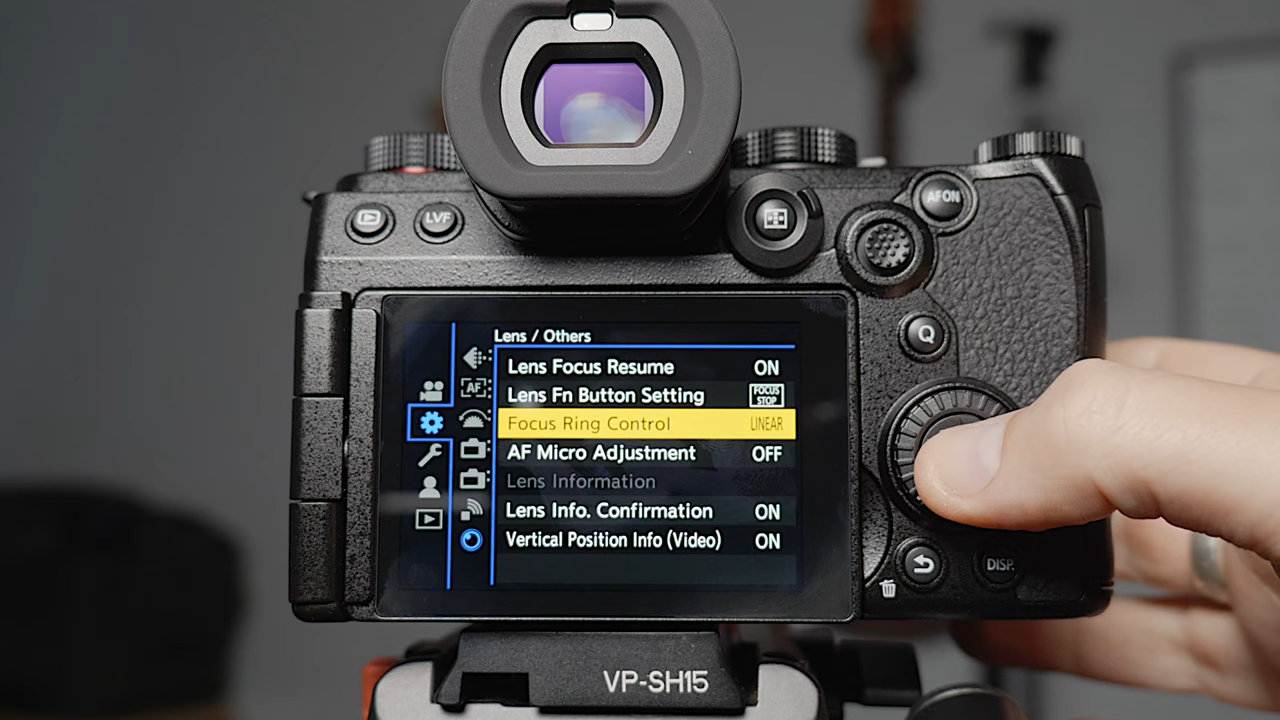 LVF
AF ON
Q
Lens / Others
Lens Focus Resume ON
Lens Fn Button Setting FOCUS STOP
AF
Focus Ring Control LINEAR
AF Micro Adjustment OFF
Lens Information
Lens Info. Confirmation ON
Vertical Position Info (Video) ON
DISP.
VP-SH15